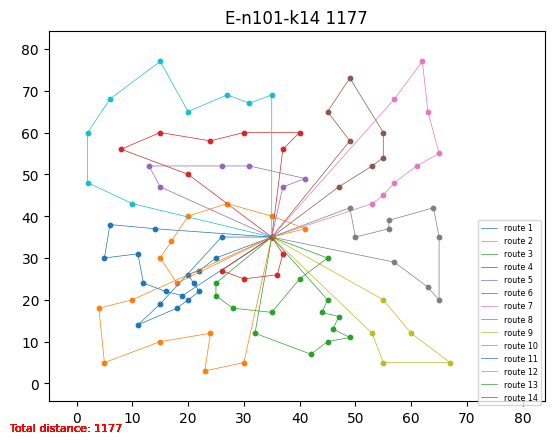 E-n101-k14 1177
80
70
60
50
40
30
20
10
0
0 10 20 30 40 50 60 70 80
route 1
route 2
route 3
route 4
route 5
route 6
route 7
route 8
route 9
route 10
route 11
route 12
route 13
route 14
Total distance: 1177